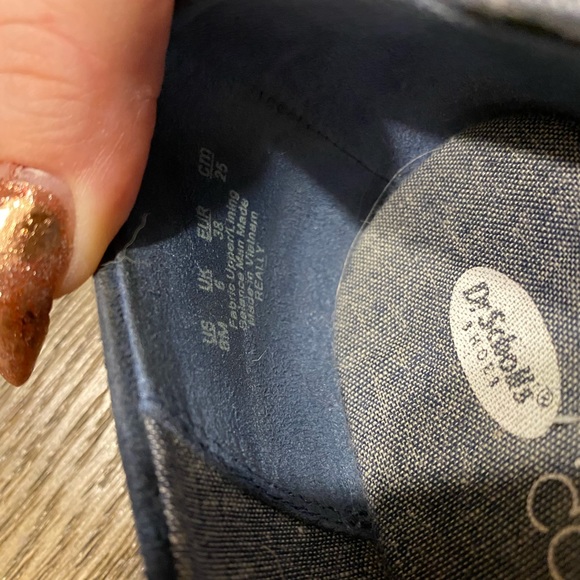 US UK EUR CM
8M 6 38 25
Fabric Upper/Lining
Balance Man Made
Made in Vietnam
REALLY
Dr. Scholl's®
SHOES